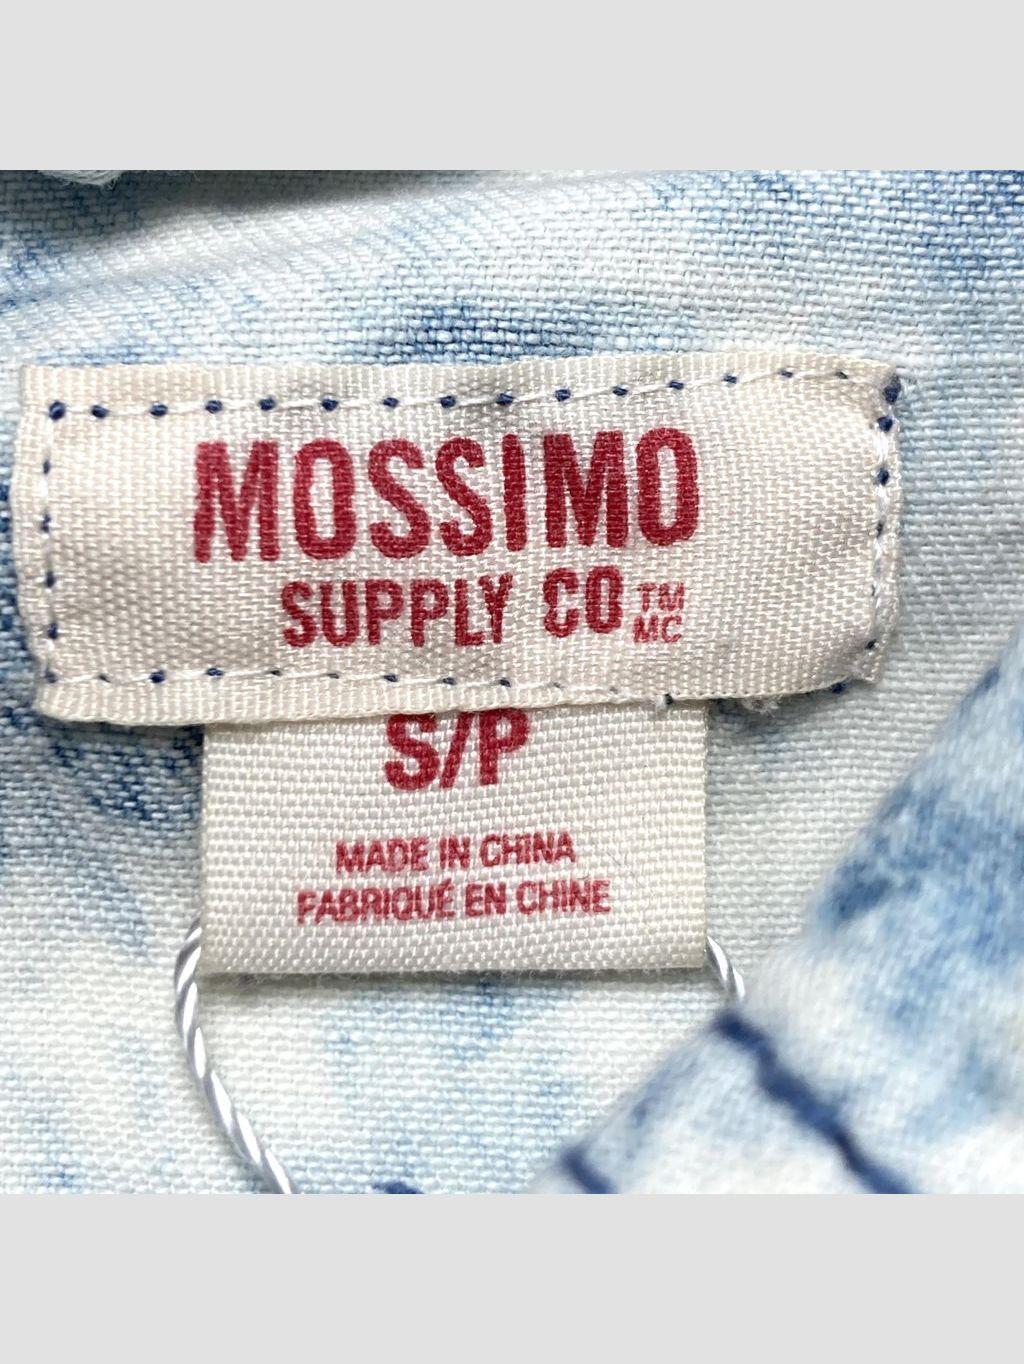 MOSSIMO
SUPPLY CO TM MC
S/P
MADE IN CHINA
FABRIQUÉ EN CHINE